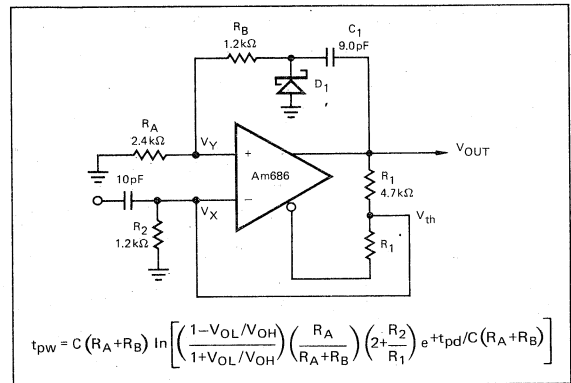 R_B
1.2kΩ
C_1
9.0pF
D_1
R_A
2.4kΩ
V_Y
+
Am686
V_OUT
10pF
R_1
4.7kΩ
−
V_X
V_th
R_2
1.2kΩ
R_1
t_pw = C (R_A+R_B) ln [((1−V_OL/V_OH)/(1+V_OL/V_OH)) (R_A/(R_A+R_B)) (2+R_2/R_1) e^+t_pd/C(R_A+R_B)]